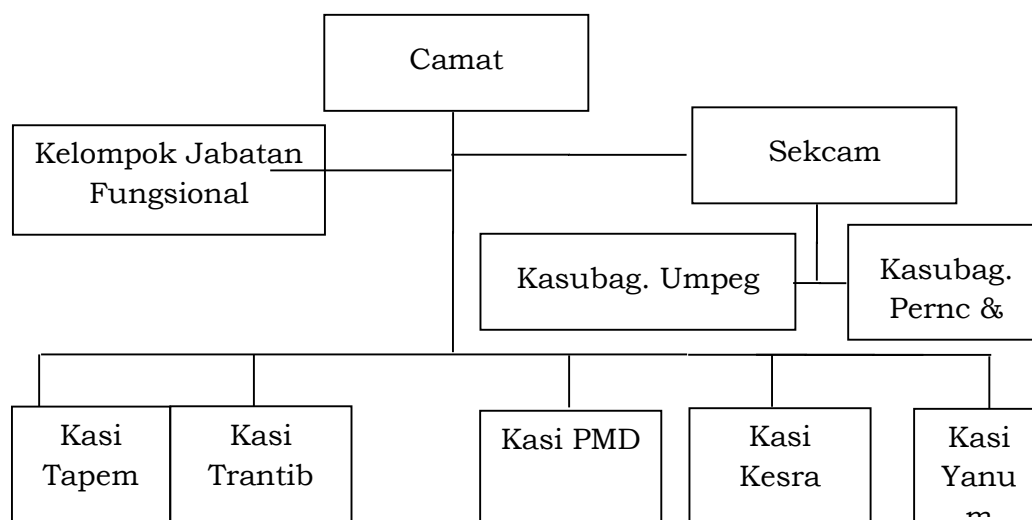 Camat
Kelompok Jabatan
Fungsional
Sekcam
Kasubag. Umpeg
Kasubag.
Pernc &
Kasi
Tapem
Kasi
Trantib
Kasi PMD
Kasi
Kesra
Kasi
Yanu
m